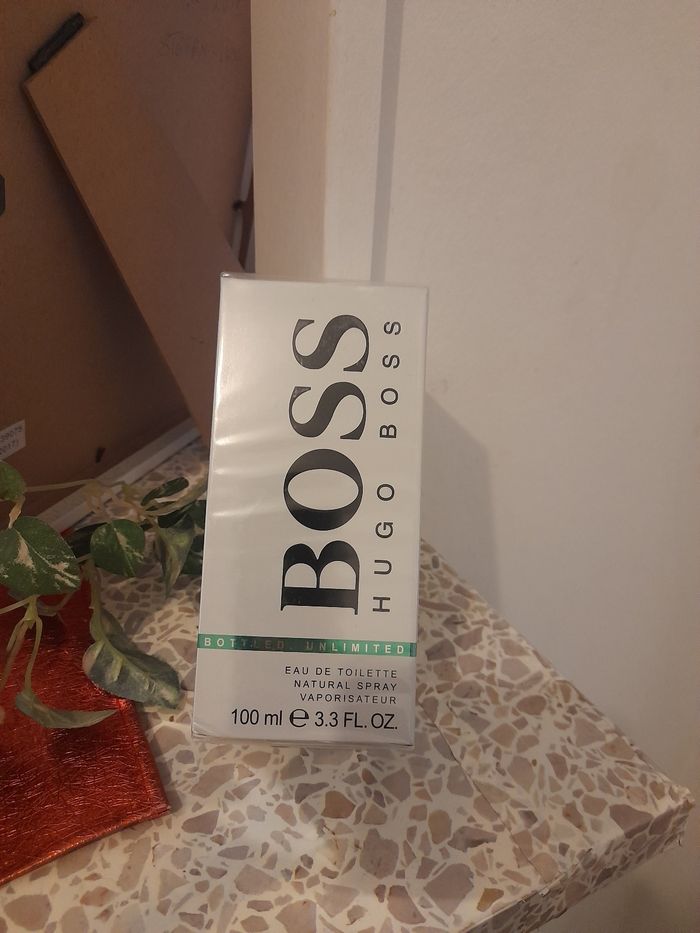 BOSS
HUGO BOSS
BOTTLED. UNLIMITED.
EAU DE TOILETTE
NATURAL SPRAY
VAPORISATEUR
100 ml ℮ 3.3 FL. OZ.